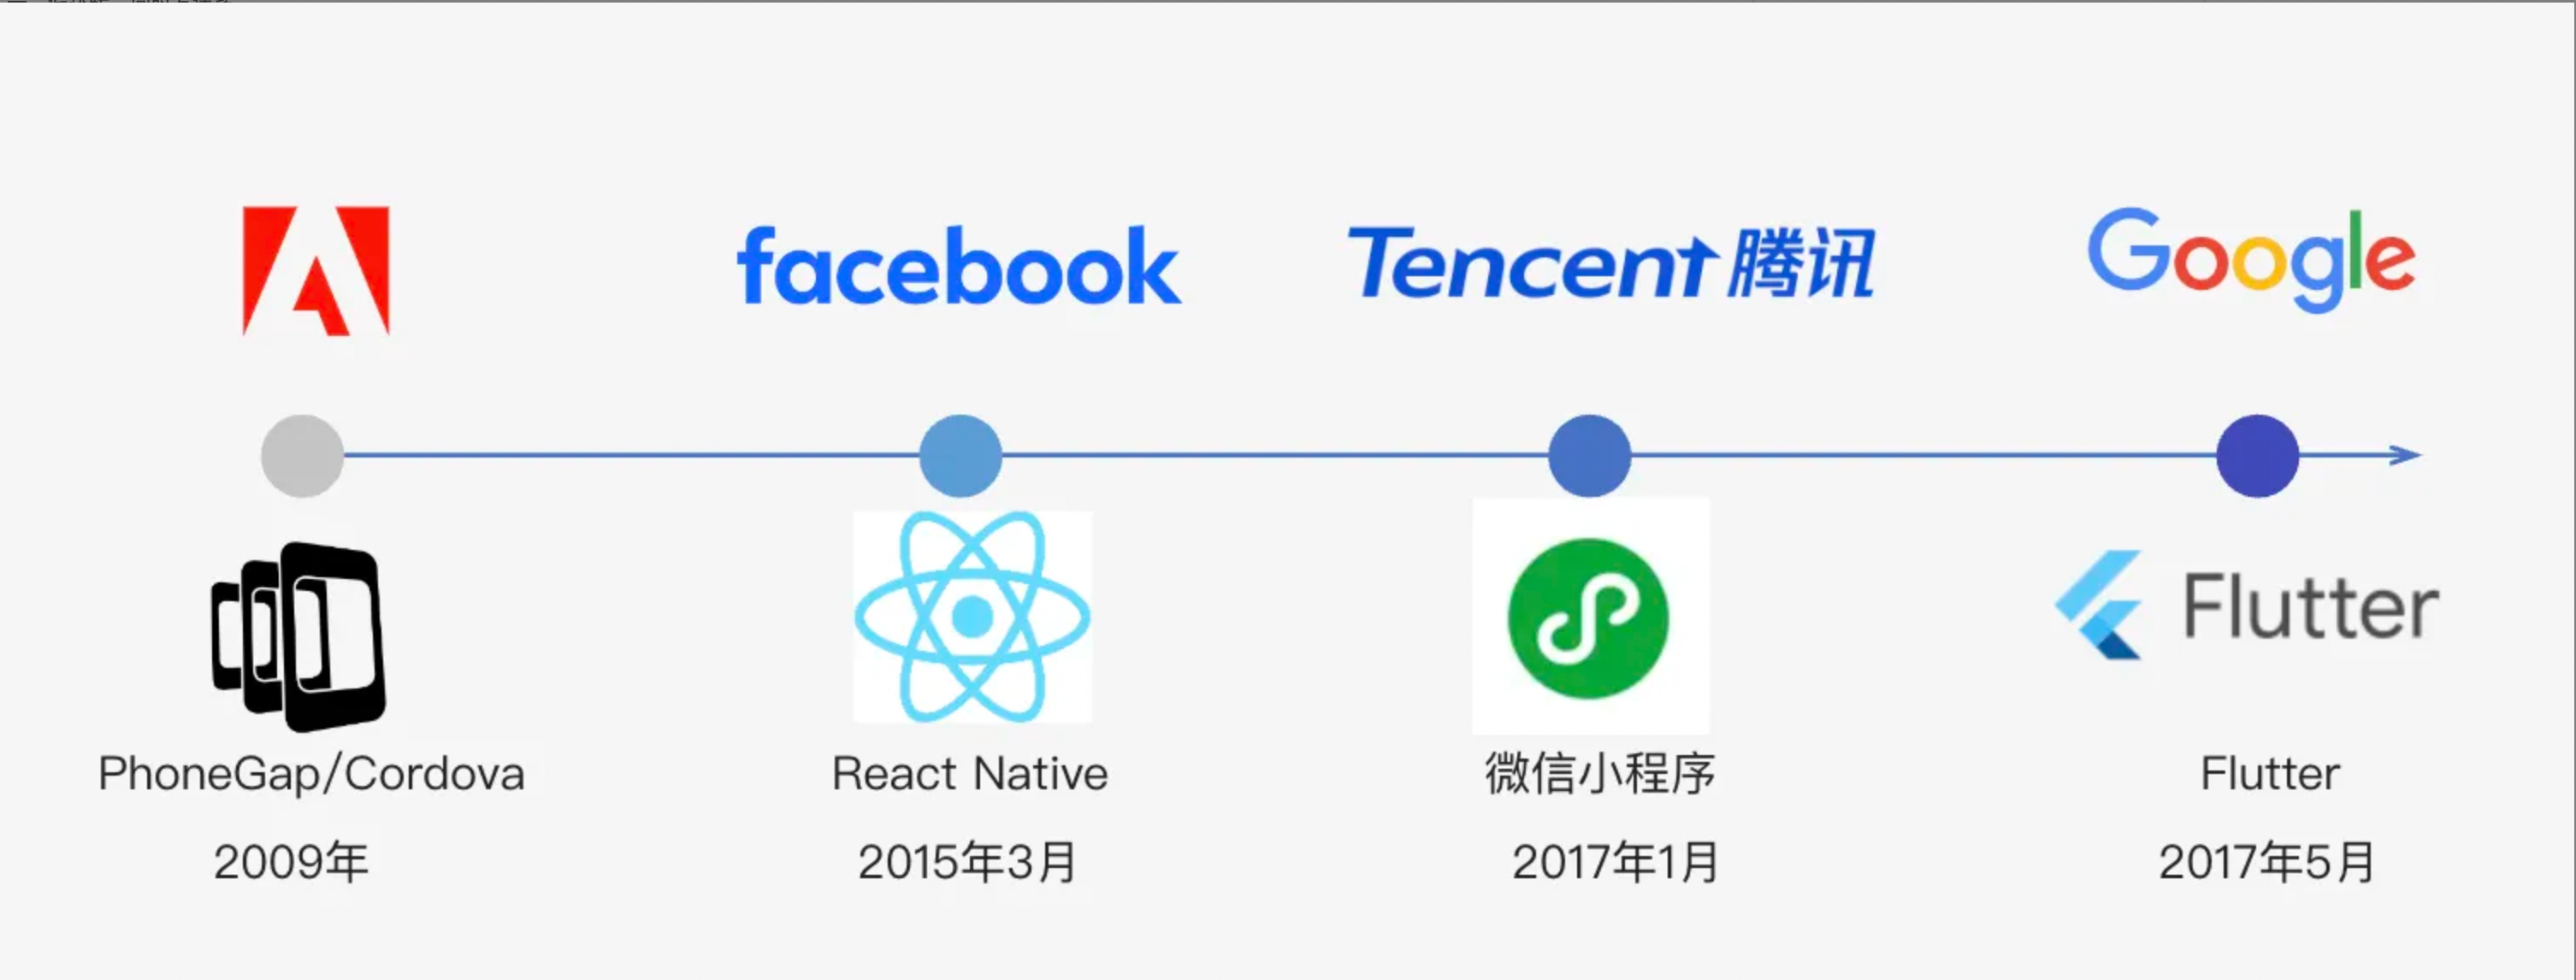 facebook
Tencent腾讯
Google
Flutter
PhoneGap/Cordova
React Native
微信小程序
Flutter
2009年
2015年3月
2017年1月
2017年5月